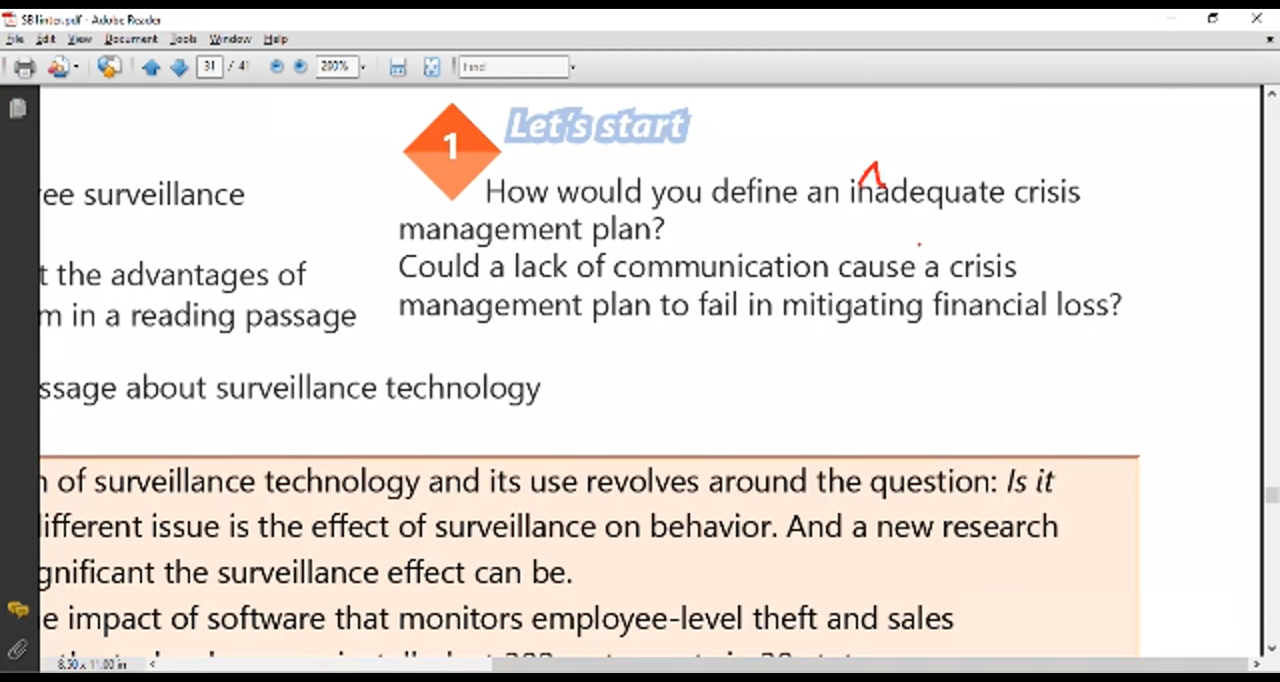 SB Iinter.pdf - Adobe Reader
File Edit View Document Tools Window Help
31 / 41 200% Find
1 Let's start
ree surveillance
t the advantages of
m in a reading passage
ssage about surveillance technology
How would you define an inadequate crisis
management plan?
Could a lack of communication cause a crisis
management plan to fail in mitigating financial loss?
n of surveillance technology and its use revolves around the question: Is it
different issue is the effect of surveillance on behavior. And a new research
gnificant the surveillance effect can be.
e impact of software that monitors employee-level theft and sales
8.50 x 11.00 in